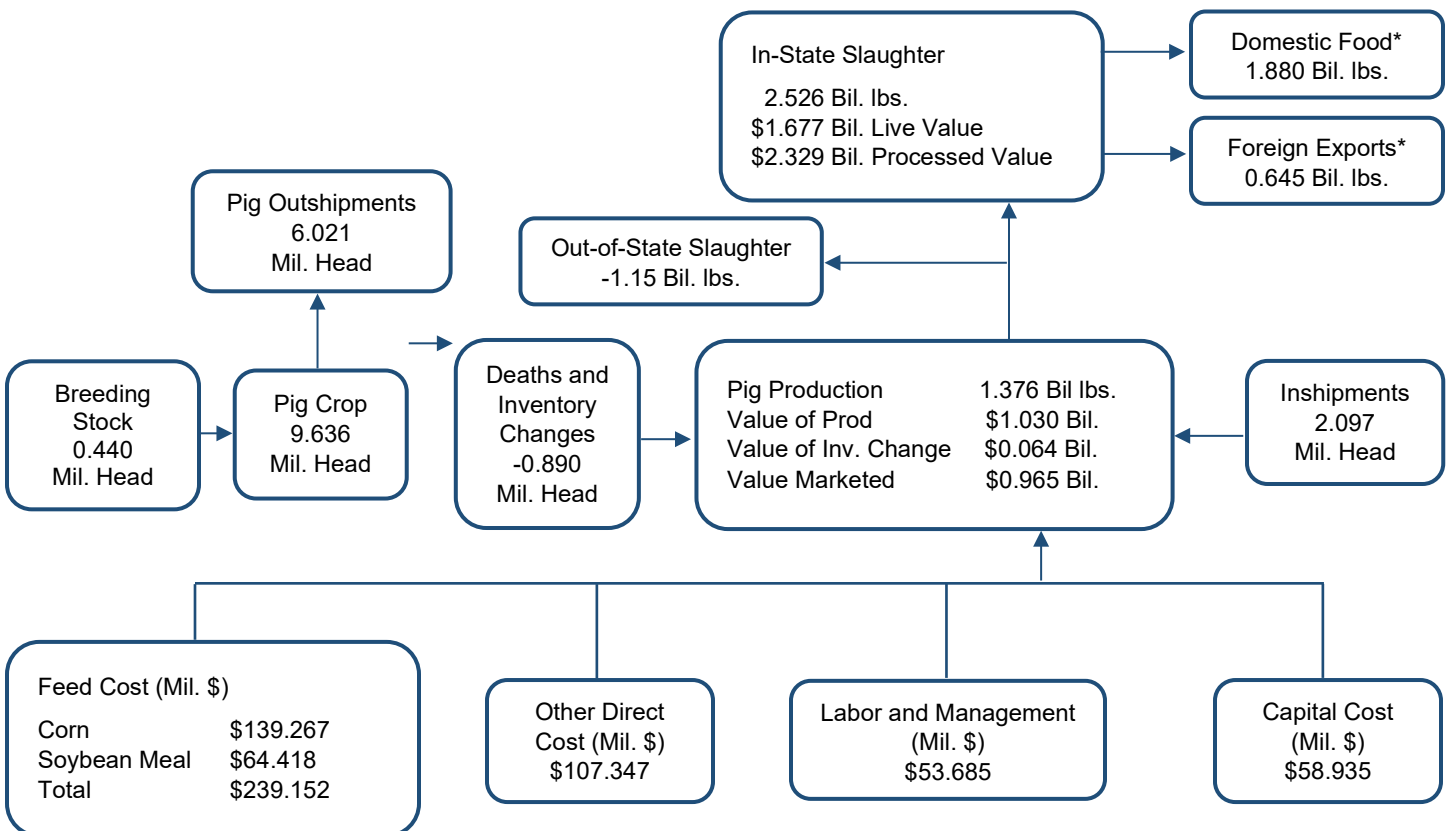 In-State Slaughter
2.526 Bil. lbs.
$1.677 Bil. Live Value
$2.329 Bil. Processed Value
Domestic Food*
1.880 Bil. lbs.
Foreign Exports*
0.645 Bil. lbs.
Pig Outshipments
6.021
Mil. Head
Out-of-State Slaughter
-1.15 Bil. lbs.
Breeding
Stock
0.440
Mil. Head
Pig Crop
9.636
Mil. Head
Deaths and
Inventory
Changes
-0.890
Mil. Head
Pig Production 1.376 Bil lbs.
Value of Prod $1.030 Bil.
Value of Inv. Change $0.064 Bil.
Value Marketed $0.965 Bil.
Inshipments
2.097
Mil. Head
Feed Cost (Mil. $)
Corn $139.267
Soybean Meal $64.418
Total $239.152
Other Direct
Cost (Mil. $)
$107.347
Labor and Management
(Mil. $)
$53.685
Capital Cost
(Mil. $)
$58.935